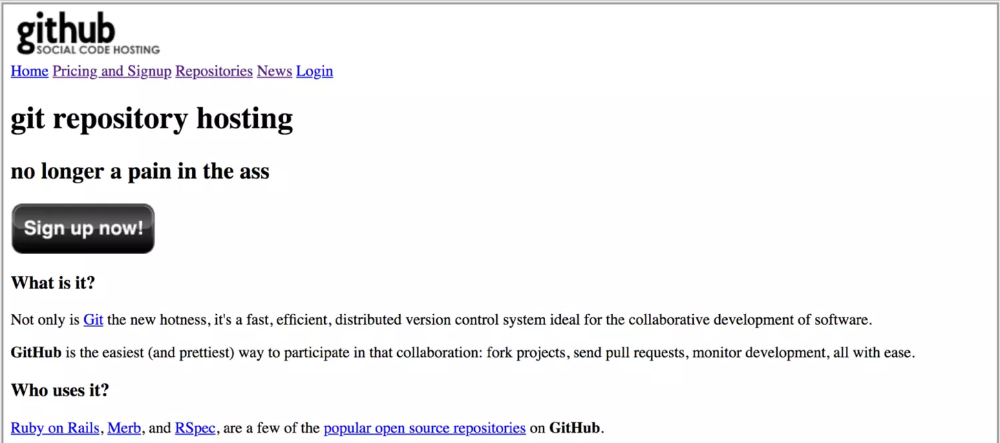 github
SOCIAL CODE HOSTING
Home Pricing and Signup Repositories News Login
git repository hosting
no longer a pain in the ass
Sign up now!
What is it?
Not only is Git the new hotness, it's a fast, efficient, distributed version control system ideal for the collaborative development of software.
GitHub is the easiest (and prettiest) way to participate in that collaboration: fork projects, send pull requests, monitor development, all with ease.
Who uses it?
Ruby on Rails, Merb, and RSpec, are a few of the popular open source repositories on GitHub.